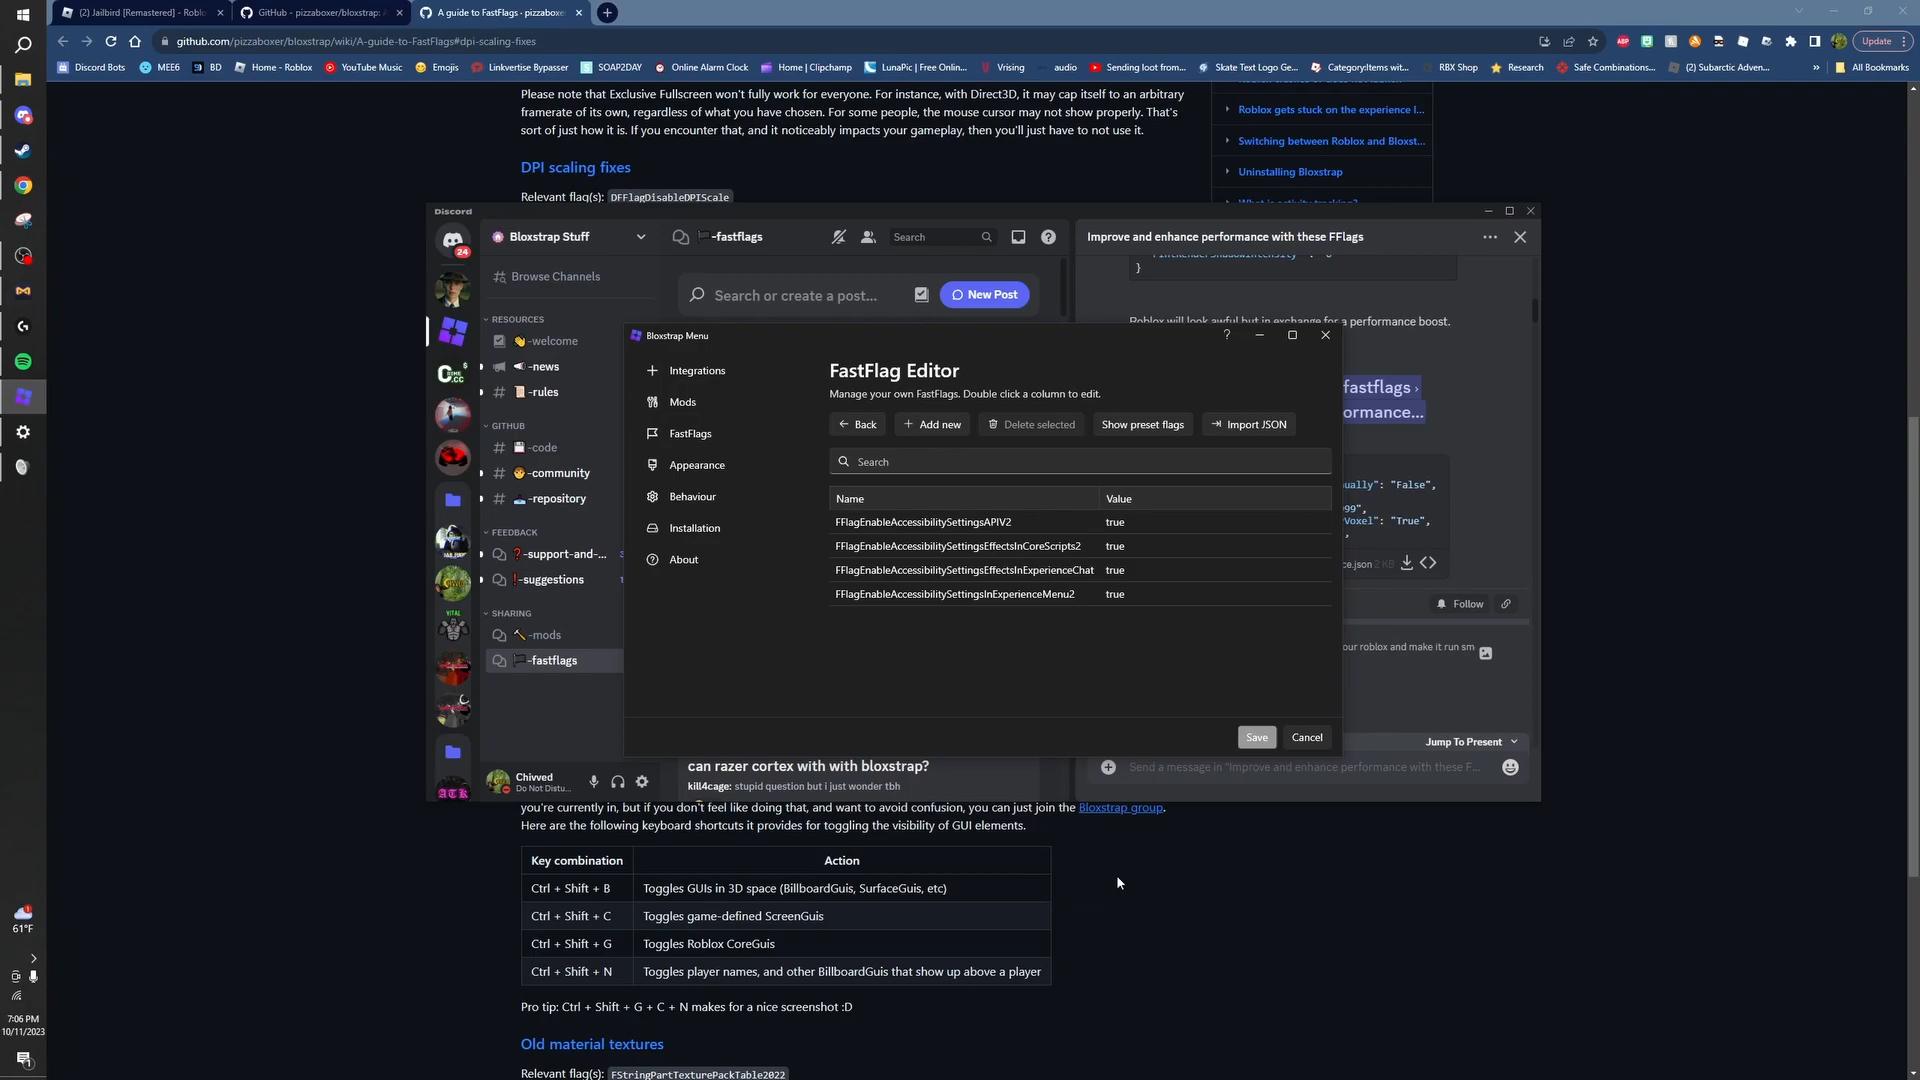 (2) Jailbird [Remastered] - Roblo
GitHub - pizzaboxer/bloxstrap: A
A guide to FastFlags · pizzaboxe
github.com/pizzaboxer/bloxstrap/wiki/A-guide-to-FastFlags#dpi-scaling-fixes
ABP
Update
Discord Bots
MEE6
BD
Home - Roblox
YouTube Music
Emojis
Linkvertise Bypasser
SOAP2DAY
Online Alarm Clock
Home | Clipchamp
LunaPic | Free Onlin...
Vrising
audio
Sending loot from...
Skate Text Logo Ge...
CategoryItems wit...
RBX Shop
Research
Safe Combinations...
(2) Subarctic Adven...
»
All Bookmarks
Please note that Exclusive Fullscreen won't fully work for everyone. For instance, with Direct3D, it may cap itself to an arbitrary
framerate of its own, regardless of what you have chosen. For some people, the mouse cursor may not show properly. That's
sort of just how it is. If you encounter that, and it noticeably impacts your gameplay, then you'll just have to not use it.
Roblox gets stuck on the experience l...
Switching between Roblox and Bloxst...
Uninstalling Bloxstrap
What is activity tracking?
DPI scaling fixes
Relevant flag(s): DFFlagDisableDPIScale
Discord
24
Bloxstrap Stuff
Browse Channels
RESOURCES
-welcome
-news
-rules
GITHUB
-code
-community
-repository
FEEDBACK
-support-and-...
-suggestions
SHARING
-mods
-fastflags
Chivved
Do Not Distu...
-fastflags
Search
Search or create a post...
New Post
Improve and enhance performance with these FFlags
}
Roblox will look awful but in exchange for a performance boost.
fastflags ›
ormance...
ually": "False",
99",
Voxel": "True",
ce.json 2 KB
Follow
our roblox and make it run sm
Jump To Present
Send a message in "Improve and enhance performance with these F...
Bloxstrap Menu
Integrations
Mods
FastFlags
Appearance
Behaviour
Installation
About
FastFlag Editor
Manage your own FastFlags. Double click a column to edit.
Back
Add new
Delete selected
Show preset flags
Import JSON
Search
Name Value
FFlagEnableAccessibilitySettingsAPIV2 true
FFlagEnableAccessibilitySettingsEffectsInCoreScripts2 true
FFlagEnableAccessibilitySettingsEffectsInExperienceChat true
FFlagEnableAccessibilitySettingsInExperienceMenu2 true
Save
Cancel
can razer cortex with with bloxstrap?
kill4cage: stupid question but i just wonder tbh
you're currently in, but if you don't feel like doing that, and want to avoid confusion, you can just join the Bloxstrap group.
Here are the following keyboard shortcuts it provides for toggling the visibility of GUI elements.
Key combination Action
Ctrl + Shift + B Toggles GUIs in 3D space (BillboardGuis, SurfaceGuis, etc)
Ctrl + Shift + C Toggles game-defined ScreenGuis
Ctrl + Shift + G Toggles Roblox CoreGuis
Ctrl + Shift + N Toggles player names, and other BillboardGuis that show up above a player
Pro tip: Ctrl + Shift + G + C + N makes for a nice screenshot :D
Old material textures
Relevant flag(s): FStringPartTexturePackTable2022
VITAL
ATK
61°F
7:06 PM
10/11/2023